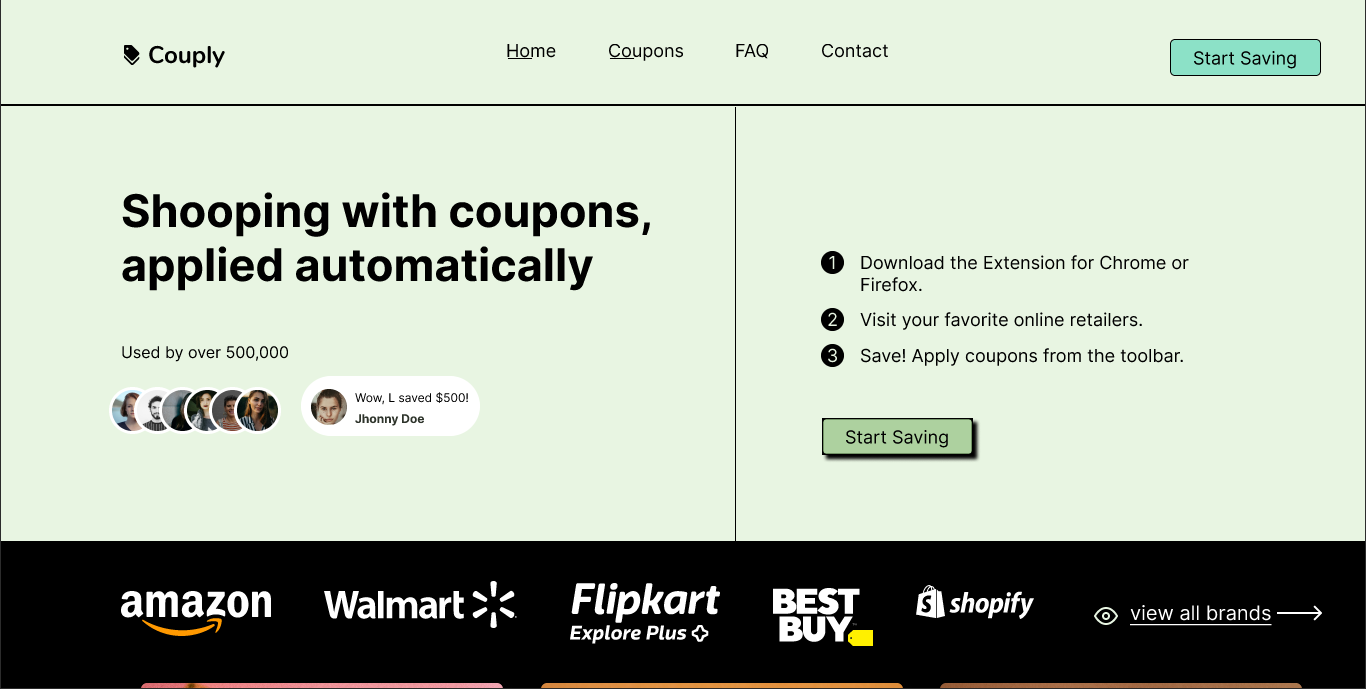 Couply
Home
Coupons
FAQ
Contact
Start Saving
Shooping with coupons,
applied automatically
Used by over 500,000
Wow, L saved $500!
Jhonny Doe
1 Download the Extension for Chrome or
Firefox.
2 Visit your favorite online retailers.
3 Save! Apply coupons from the toolbar.
Start Saving
amazon
Walmart
Flipkart
Explore Plus
BEST
BUY
shopify
view all brands